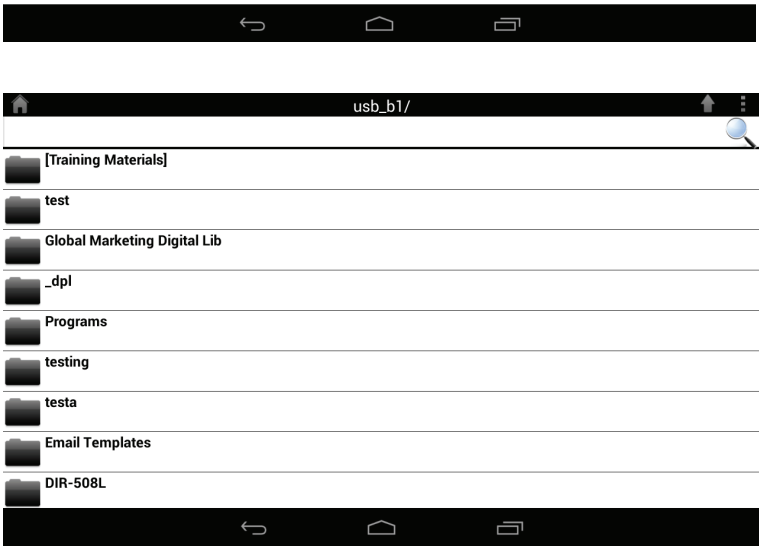 usb_b1/
[Training Materials]
test
Global Marketing Digital Lib
_dpl
Programs
testing
testa
Email Templates
DIR-508L